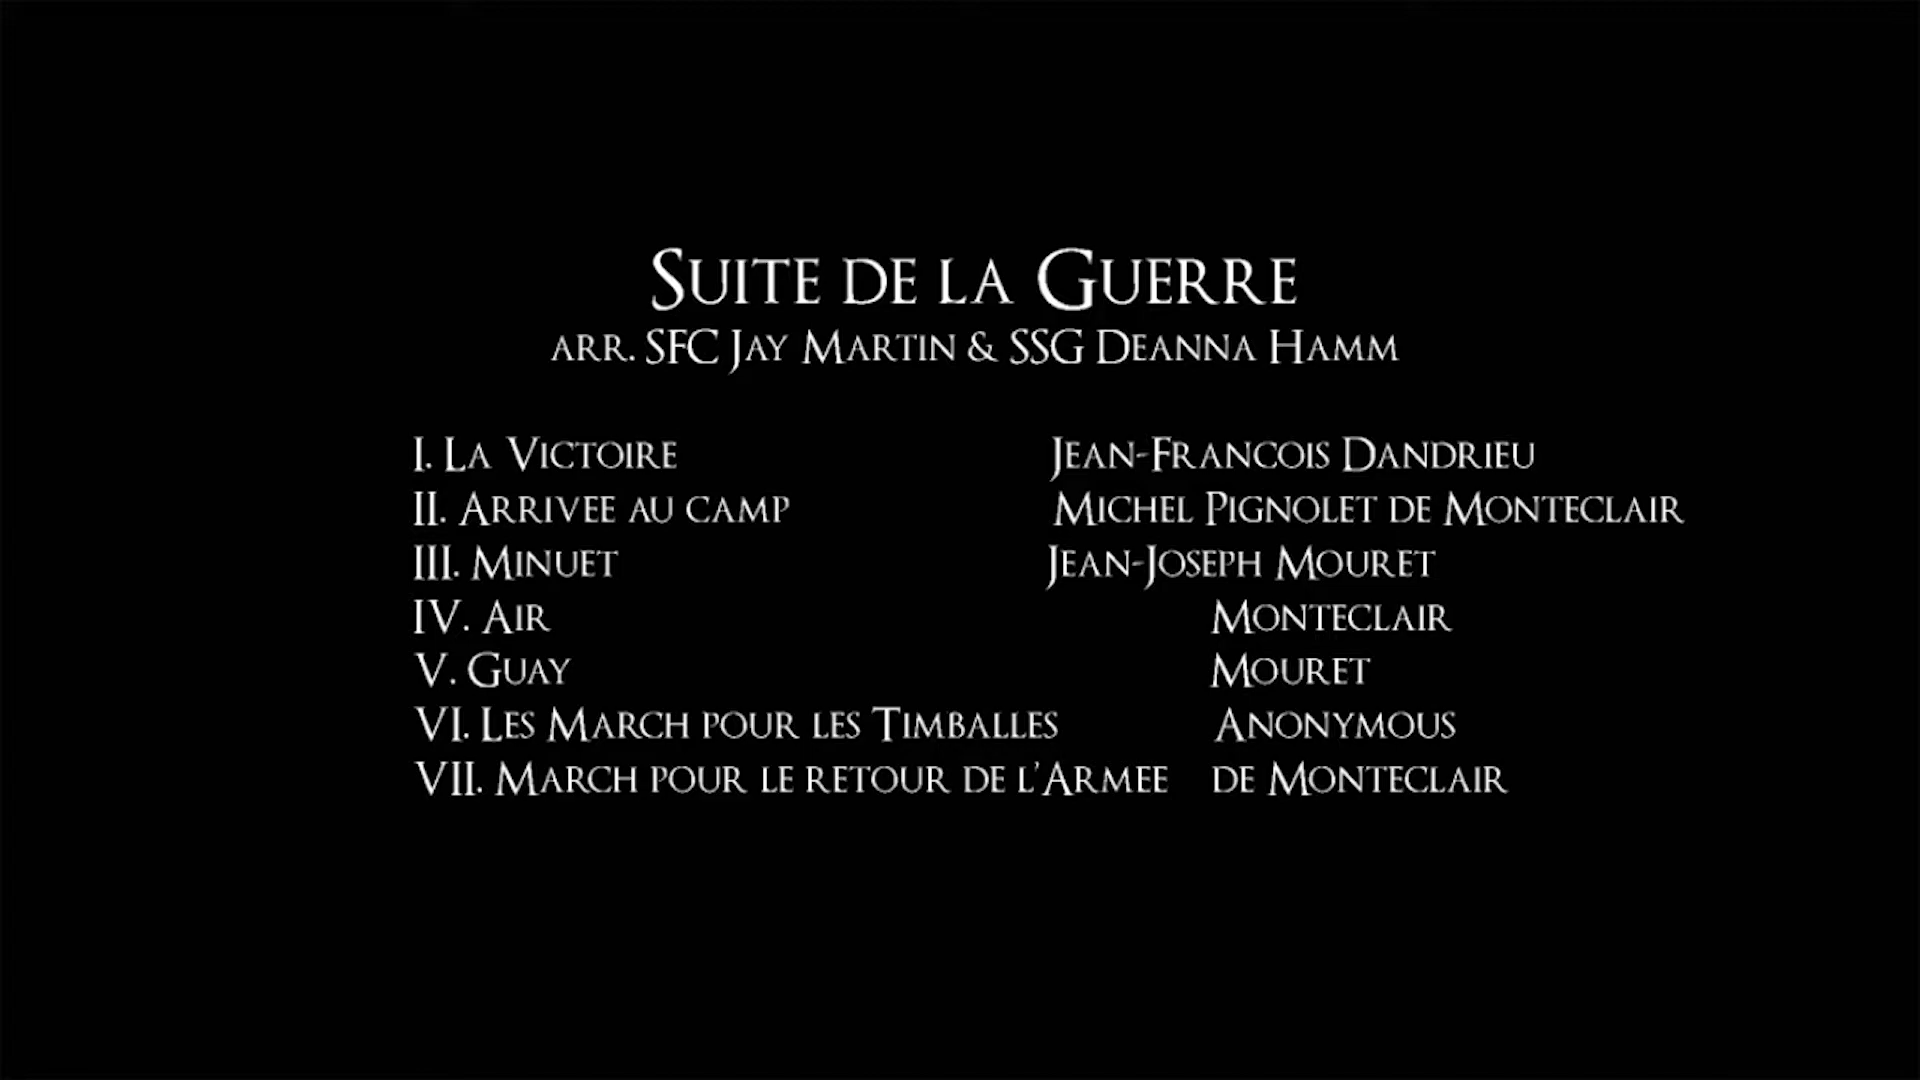 Suite de la Guerre
arr. SFC Jay Martin & SSG Deanna Hamm
I. La Victoire Jean-Francois Dandrieu
II. Arrivee au camp Michel Pignolet de Monteclair
III. Minuet Jean-Joseph Mouret
IV. Air Monteclair
V. Guay Mouret
VI. Les March pour les Timballes Anonymous
VII. March pour le retour de l'Armee de Monteclair